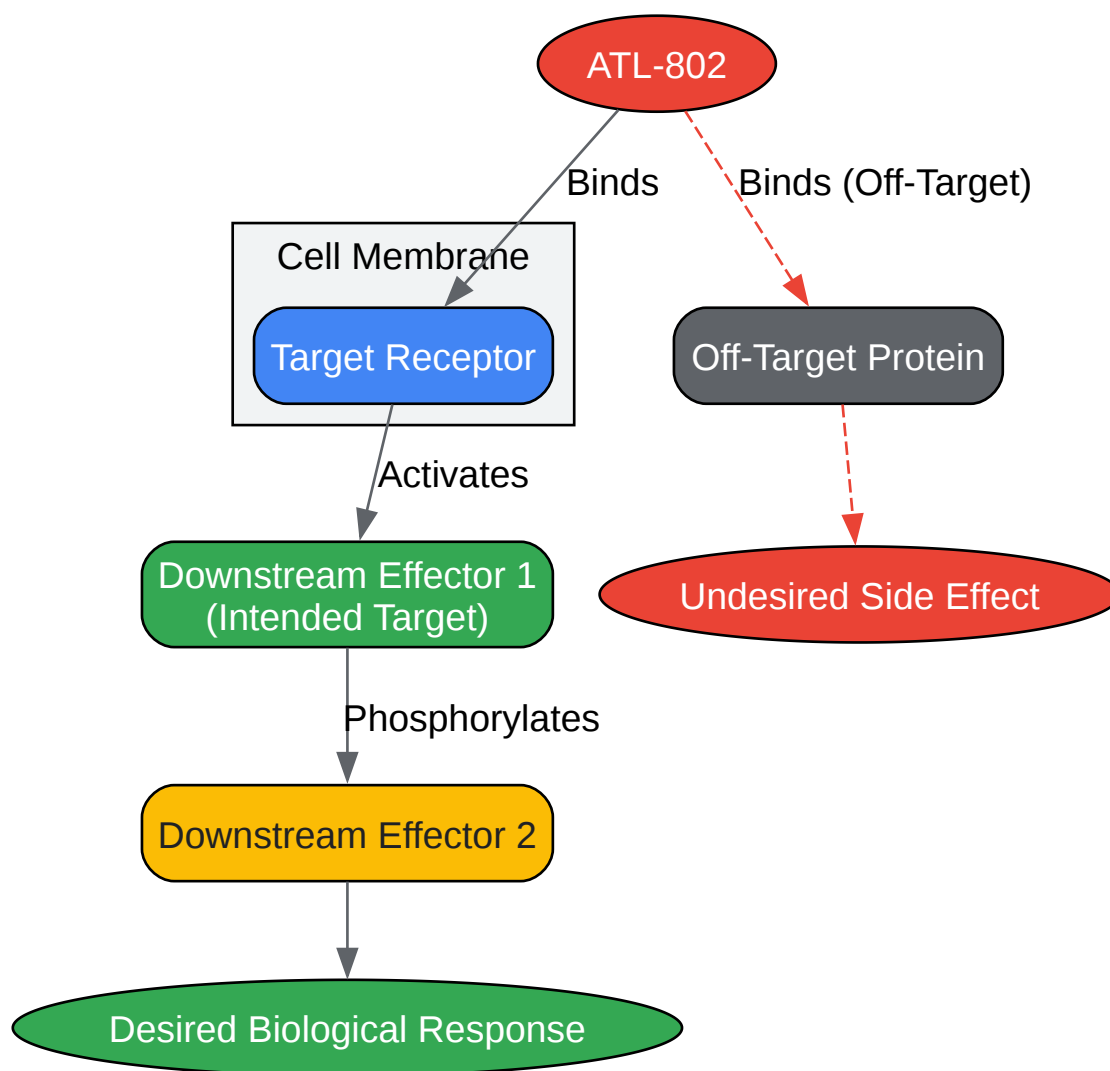 ATL-802
Binds
Binds (Off-Target)
Cell Membrane
Target Receptor
Off-Target Protein
Activates
Downstream Effector 1
(Intended Target)
Undesired Side Effect
Phosphorylates
Downstream Effector 2
Desired Biological Response